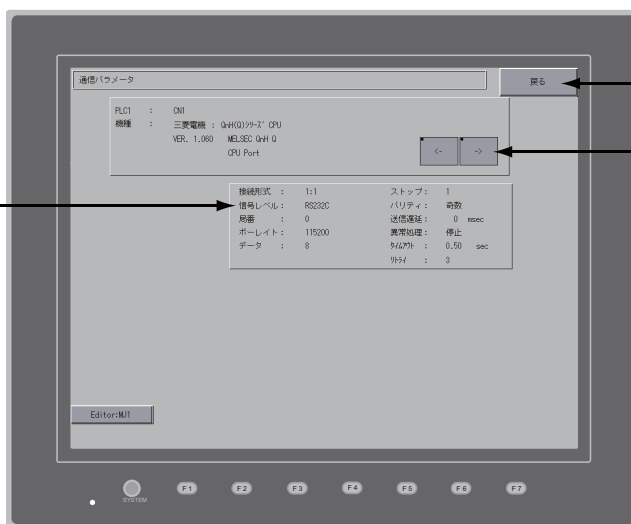 通信パラメータ
戻る
PLC1 : CN1
機種 : 三菱電機 : QnH(Q)ｼﾘｰｽﾞ CPU
VER. 1.060 MELSEC QnH Q
CPU Port
<- ->
接続形式 : 1:1 ストップ : 1
信号レベル : RS232C パリティ : 奇数
局番 : 0 送信遅延 : 0 msec
ボーレイト : 115200 異常処理 : 停止
データ : 8 ﾀｲﾑｱｳﾄ : 0.50 sec
ﾘﾄﾗｲ : 3
Editor:MJ1
SYSTEM F1 F2 F3 F4 F5 F6 F7